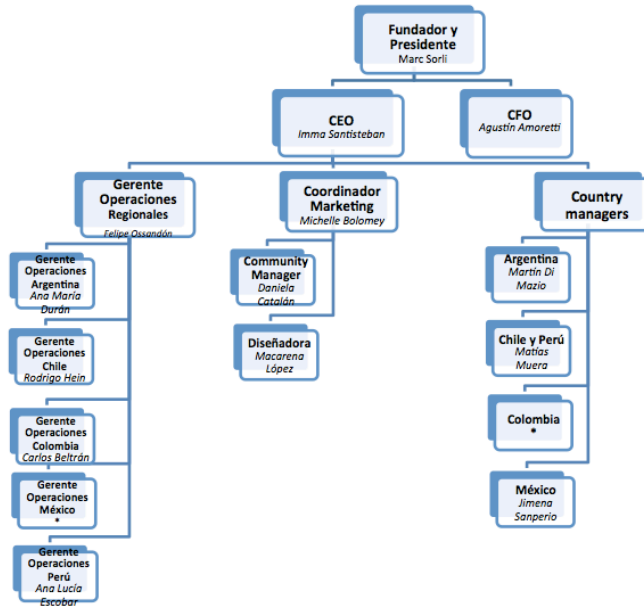 Fundador y
Presidente
Marc Sorli
CEO
Imma Santisteban
CFO
Agustín Amoretti
Gerente
Operaciones
Regionales
Felipe Ossandón
Coordinador
Marketing
Michelle Bolomey
Country
managers
Gerente
Operaciones
Argentina
Ana María
Durán
Gerente
Operaciones
Chile
Rodrigo Hein
Gerente
Operaciones
Colombia
Carlos Beltrán
Gerente
Operaciones
México
*
Gerente
Operaciones
Perú
Ana Lucía
Escobar
Community
Manager
Daniela
Catalán
Diseñadora
Macarena
López
Argentina
Martín Di
Mazio
Chile y Perú
Matías
Muera
Colombia
*
México
Jimena
Sanperio